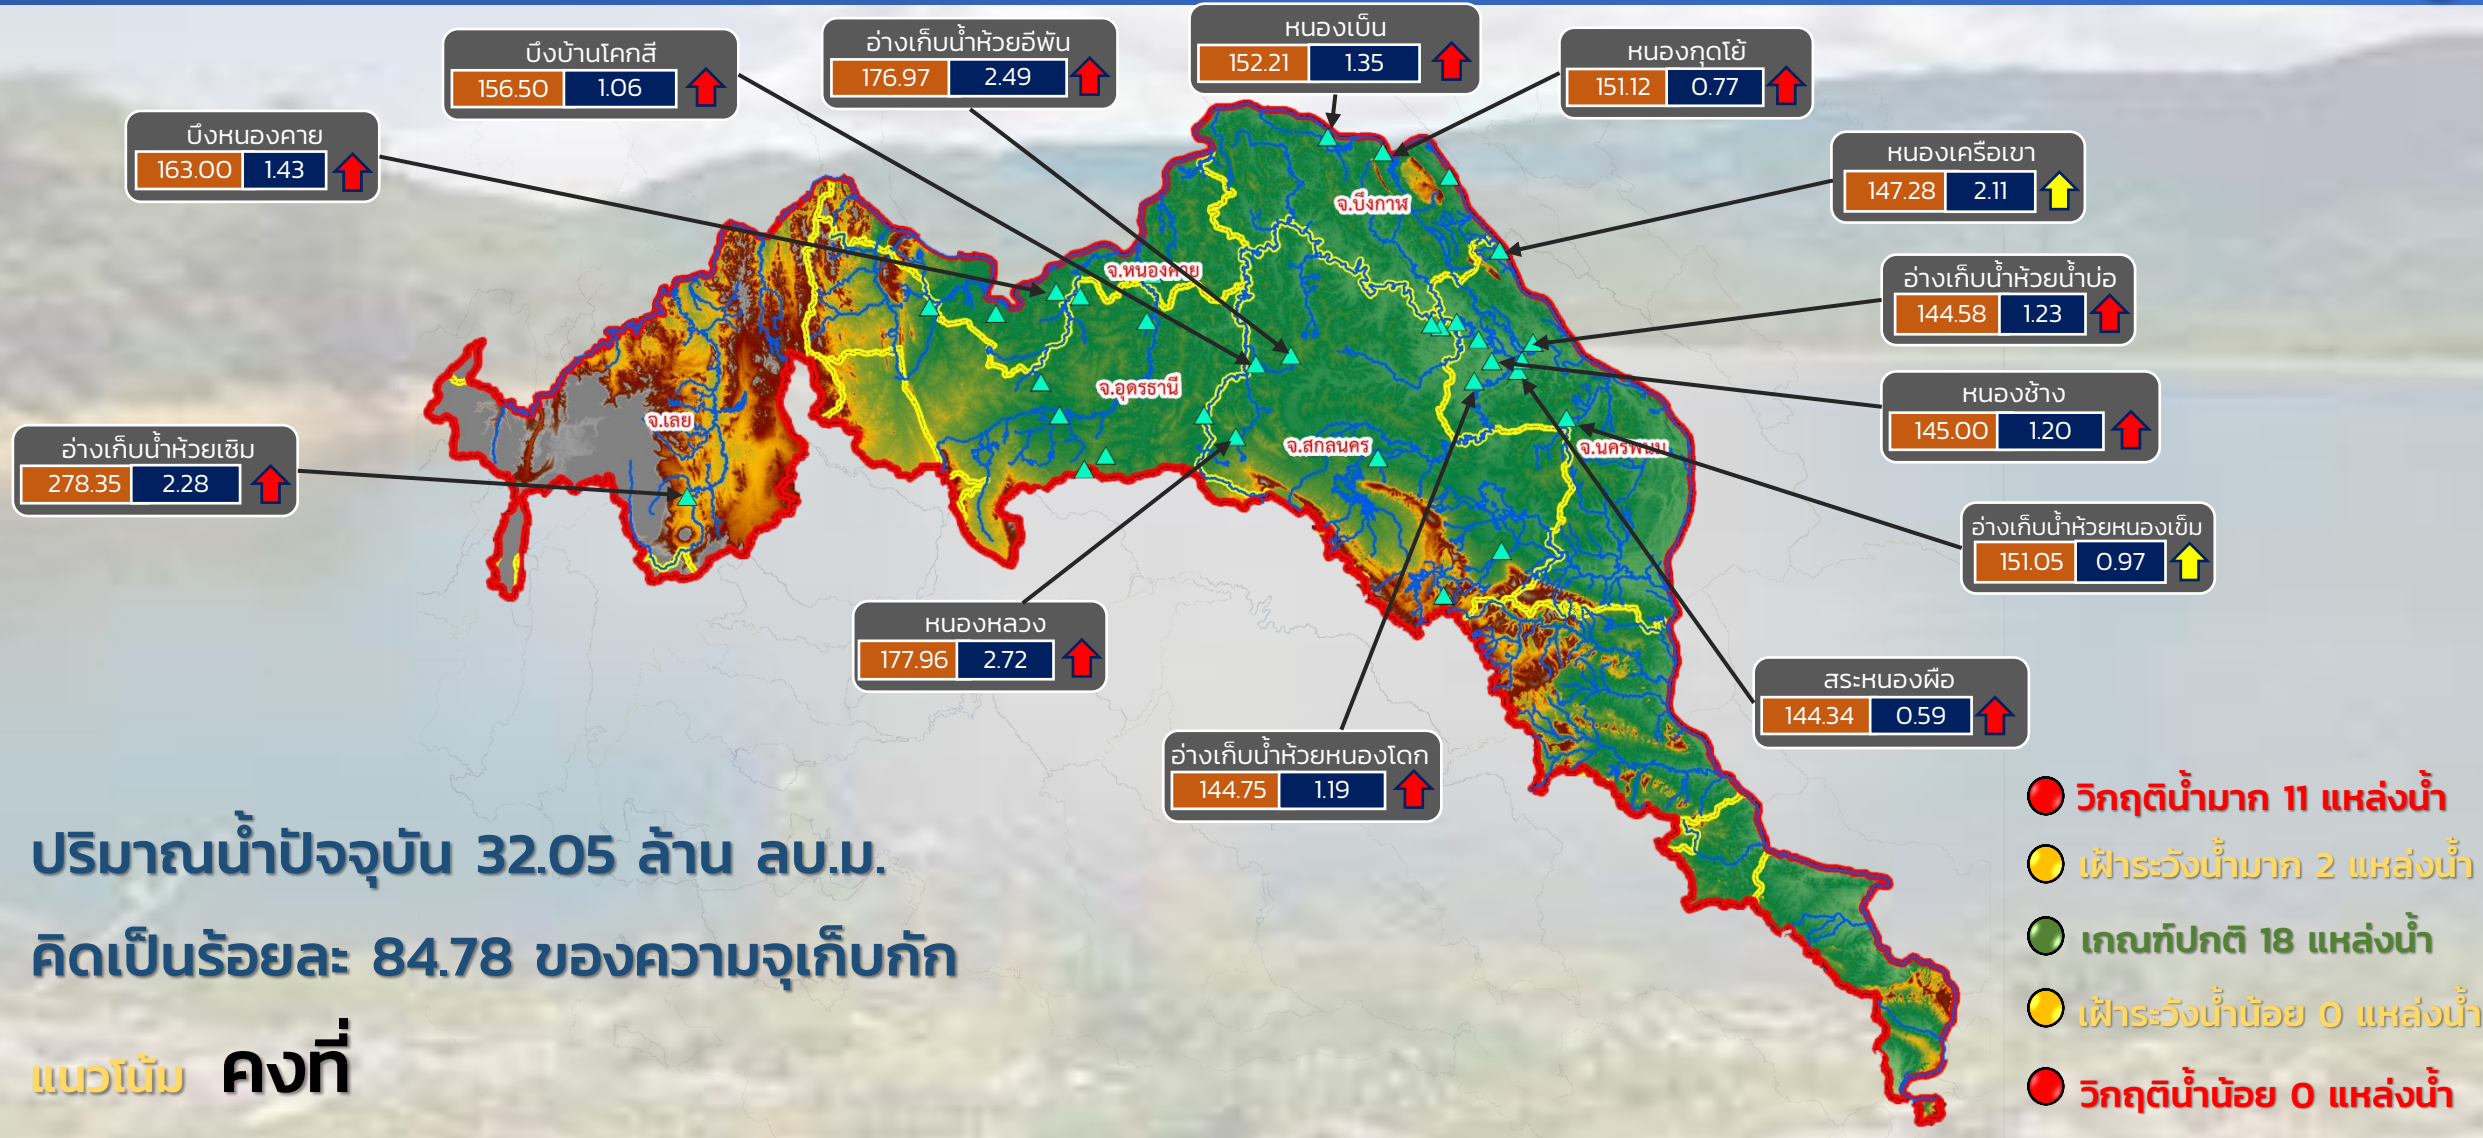 หนองเบ็น
152.21 1.35
อ่างเก็บน้ำห้วยอีพัน
176.97 2.49
บึงบ้านโคกสี
156.50 1.06
หนองกุดโย้
151.12 0.77
บึงหนองคาย
163.00 1.43
หนองเครือเขา
147.28 2.11
จ.บึงกาฬ
จ.หนองคาย
อ่างเก็บน้ำห้วยน้ำบ่อ
144.58 1.23
จ.อุดรธานี
หนองช้าง
145.00 1.20
จ.เลย
จ.สกลนคร
จ.นครพนม
อ่างเก็บน้ำห้วยเชิม
278.35 2.28
อ่างเก็บน้ำห้วยหนองเข็ม
151.05 0.97
หนองหลวง
177.96 2.72
สระหนองผือ
144.34 0.59
อ่างเก็บน้ำห้วยหนองโดก
144.75 1.19
ปริมาณน้ำปัจจุบัน 32.05 ล้าน ลบ.ม.
คิดเป็นร้อยละ 84.78 ของความจุเก็บกัก
แนวโน้ม คงที่
วิกฤติน้ำมาก 11 แหล่งน้ำ
เฝ้าระวังน้ำมาก 2 แหล่งน้ำ
เกณฑ์ปกติ 18 แหล่งน้ำ
เฝ้าระวังน้ำน้อย 0 แหล่งน้ำ
วิกฤติน้ำน้อย 0 แหล่งน้ำ